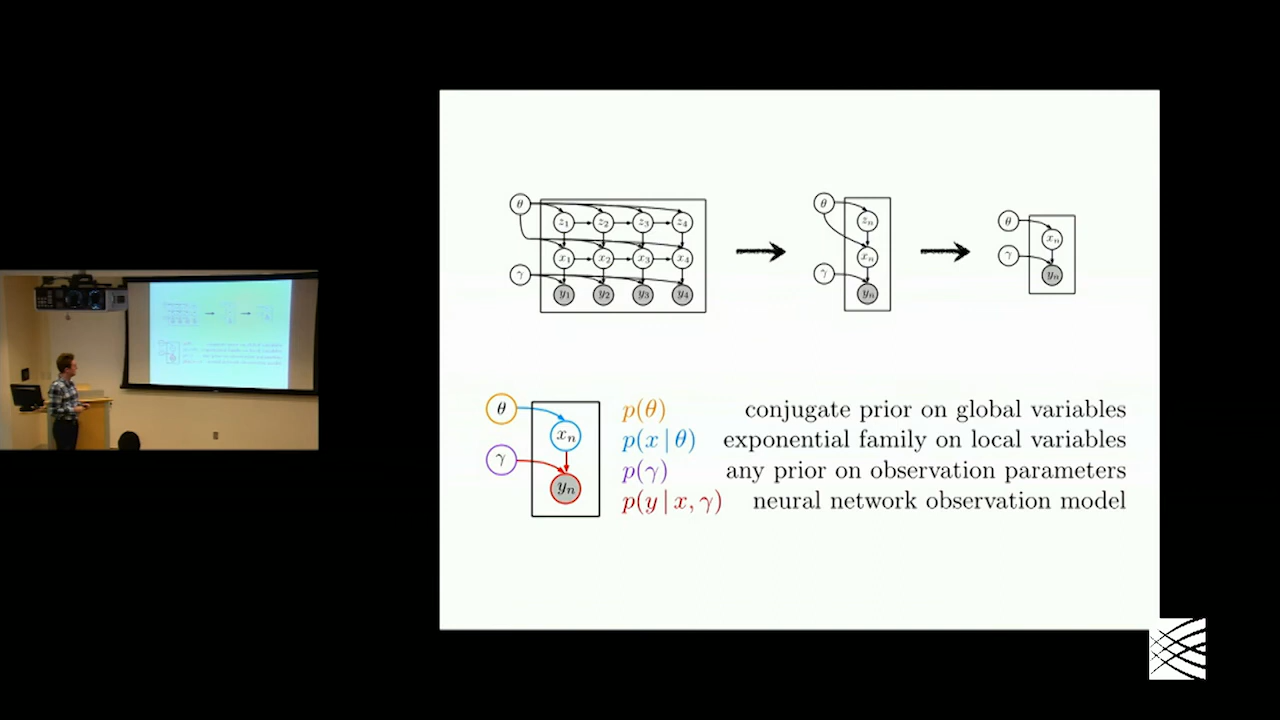 θ θ
z₁ z₂ z₃ z₄ zₙ θ
x₁ x₂ x₃ x₄ xₙ xₙ
γ γ γ
y₁ y₂ y₃ y₄ yₙ yₙ
θ p(θ) conjugate prior on global variables
xₙ p(x | θ) exponential family on local variables
γ p(γ) any prior on observation parameters
yₙ p(y | x, γ) neural network observation model